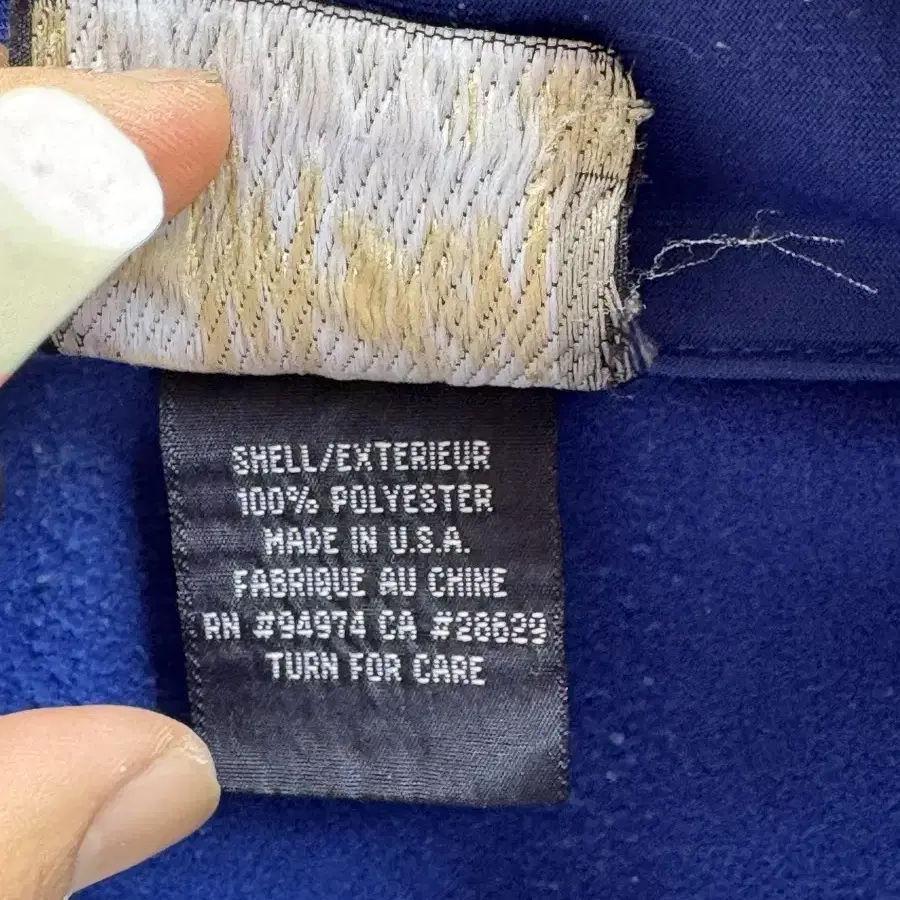 SHELL/EXTERIEUR
100% POLYESTER
MADE IN U.S.A.
FABRIQUE AU CHINE
RN #94974 CA #28629
TURN FOR CARE